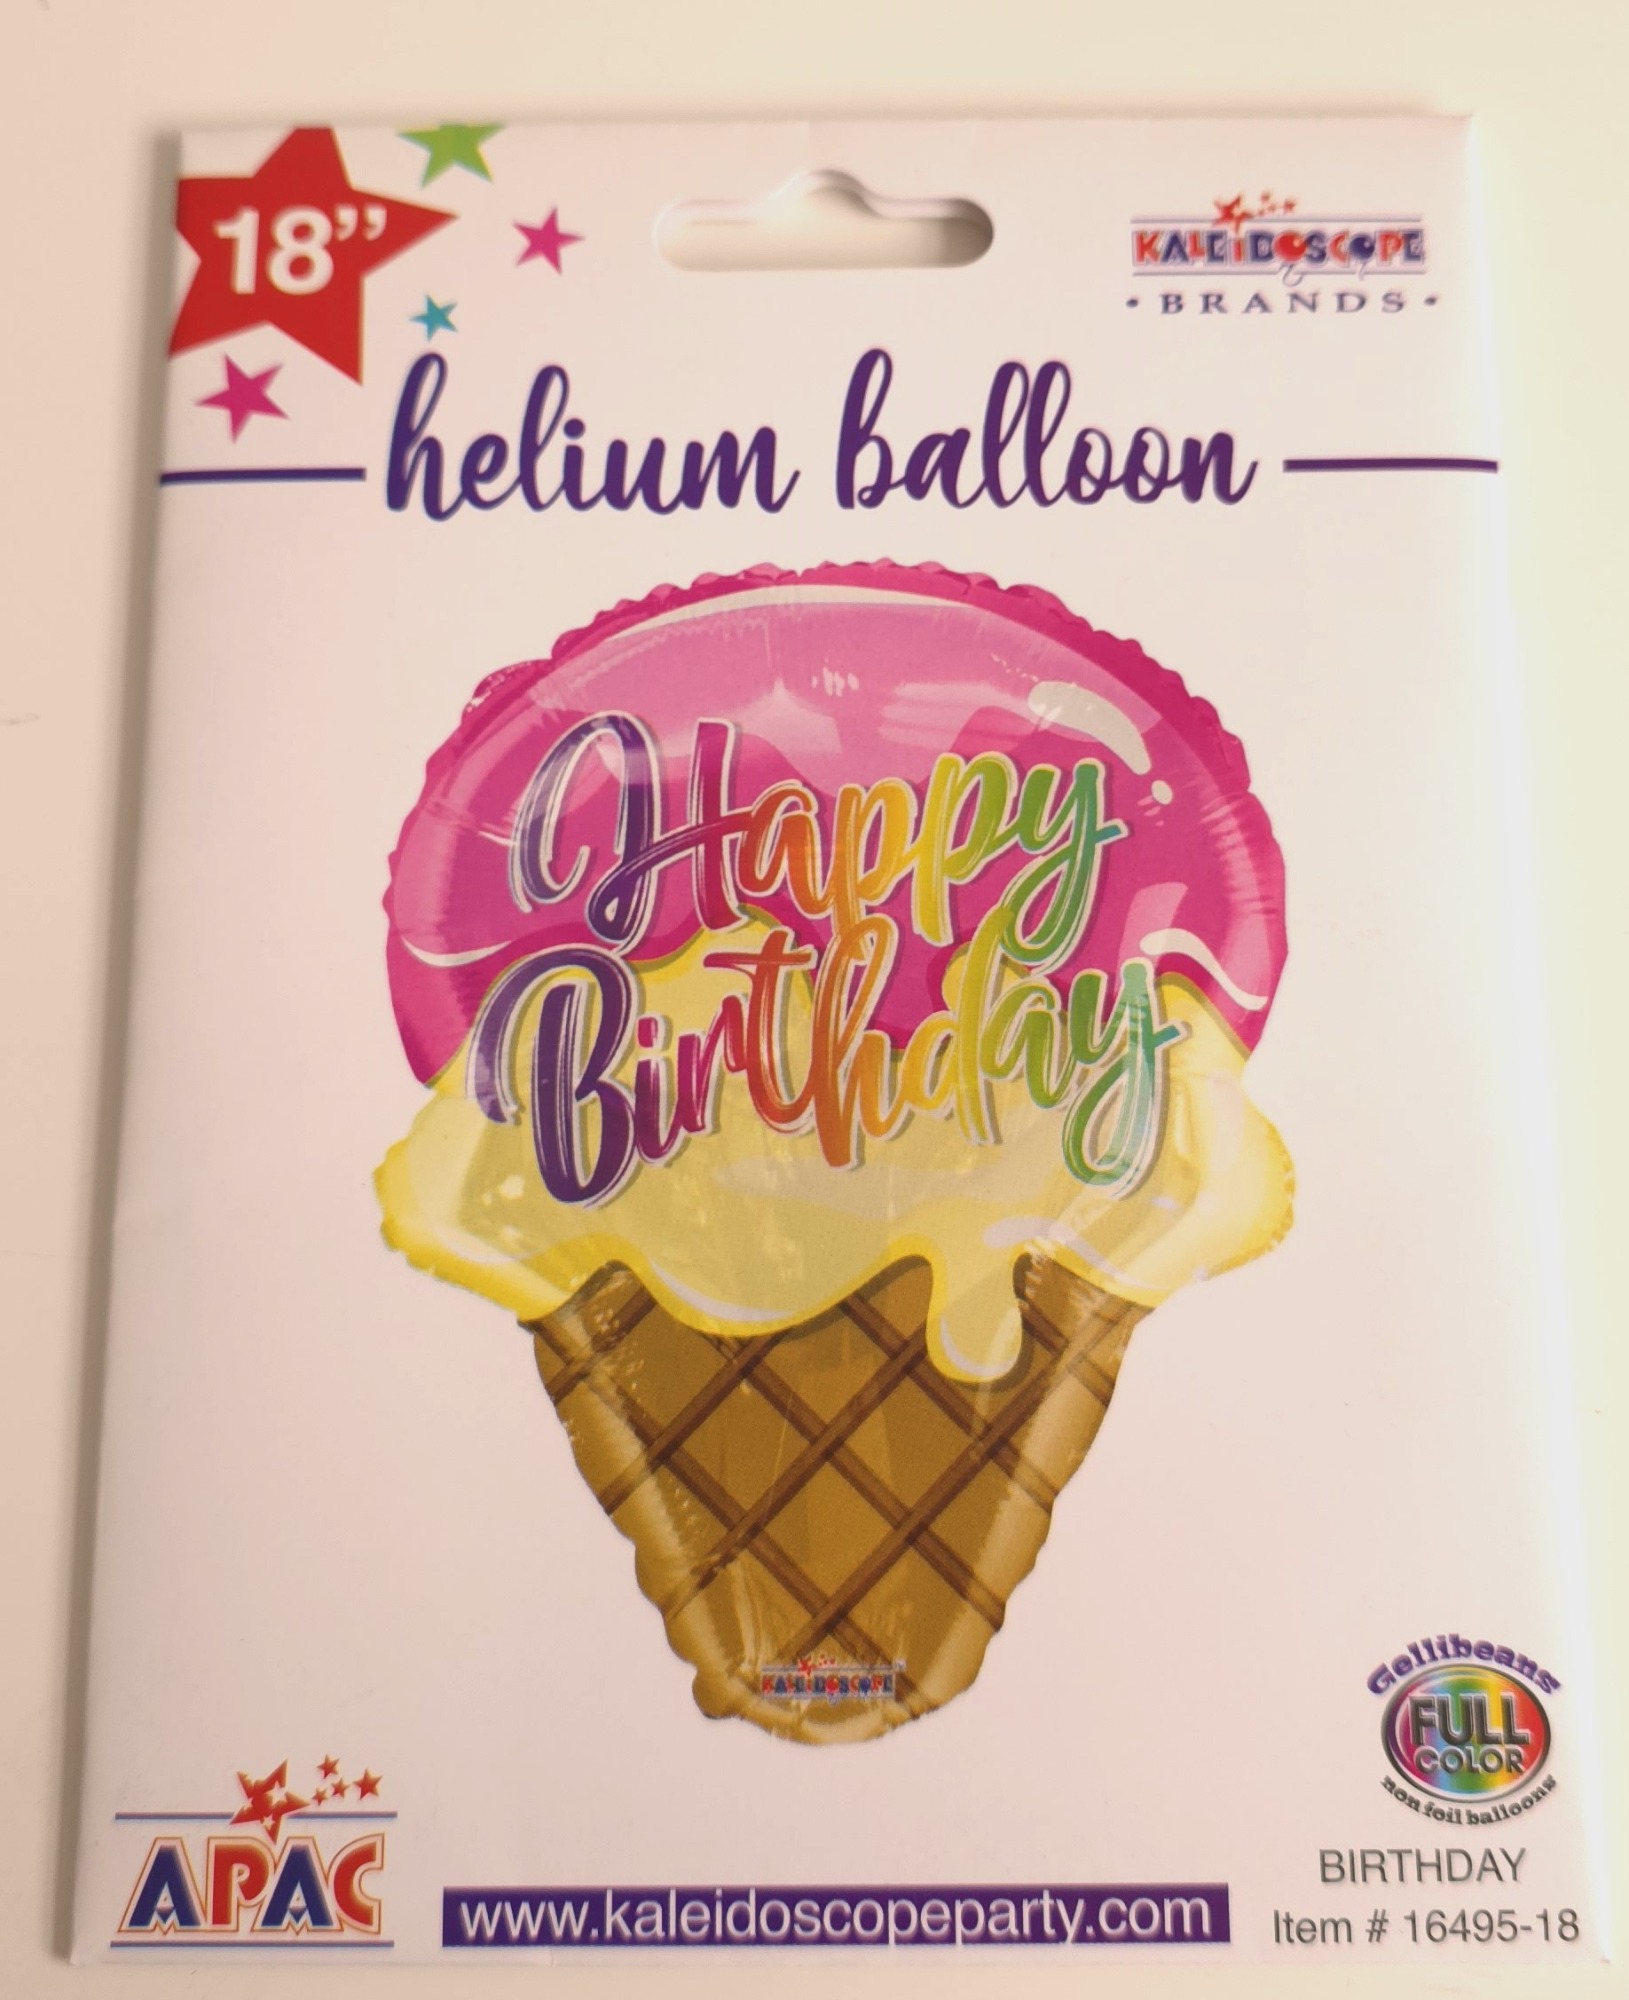 18”
KALEIDOSCOPE
• BRANDS •
helium balloon
Happy
Birthday
KALEIDOSCOPE
Gellibeans
FULL
COLOR
non foil balloons
APAC
www.kaleidoscopeparty.com
BIRTHDAY
Item # 16495-18